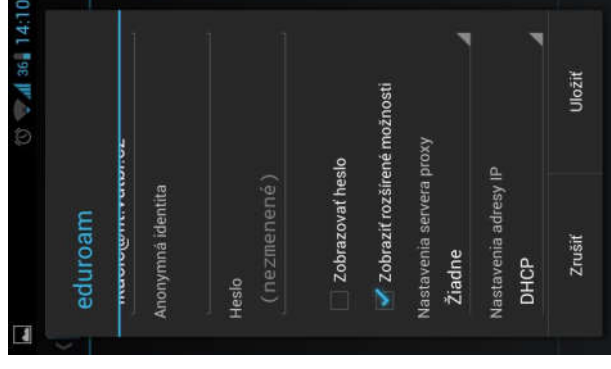 36 14:10
eduroam
Anonymná identita
Heslo
(nezmenené)
Zobrazovať heslo
Zobraziť rozšírené možnosti
Nastavenia servera proxy
Žiadne
Nastavenia adresy IP
DHCP
Zrušiť
Uložiť